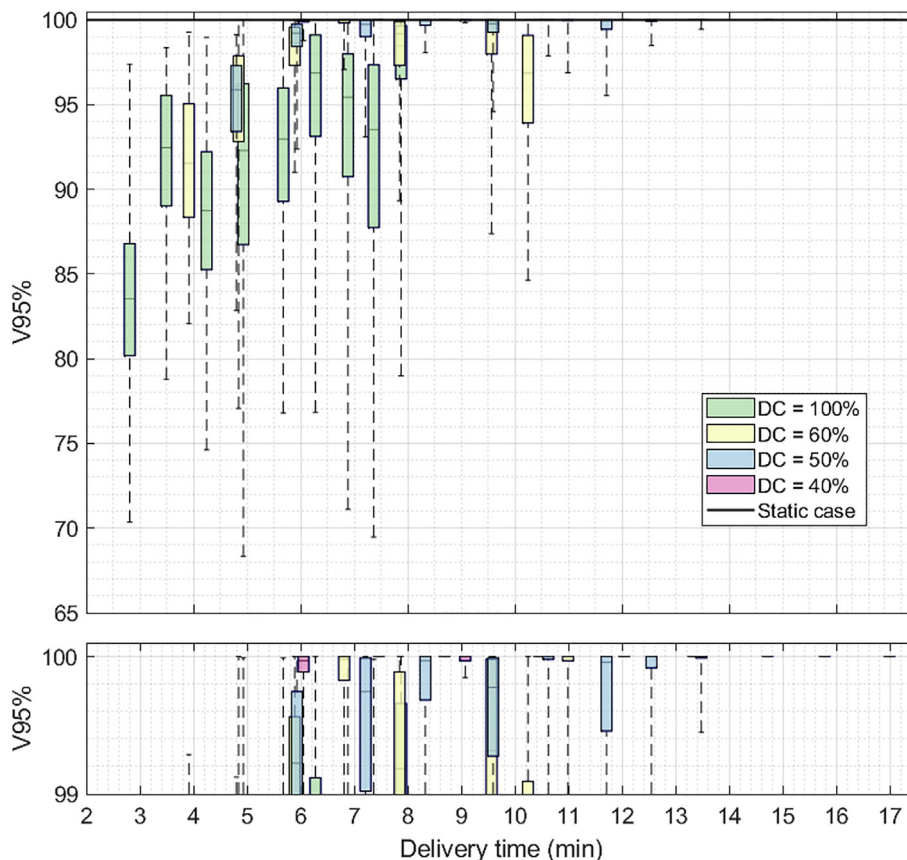 100
95
90
85
80
75
70
65
V95%
DC = 100%
DC = 60%
DC = 50%
DC = 40%
Static case
100
99
V95%
2 3 4 5 6 7 8 9 10 11 12 13 14 15 16 17
Delivery time (min)